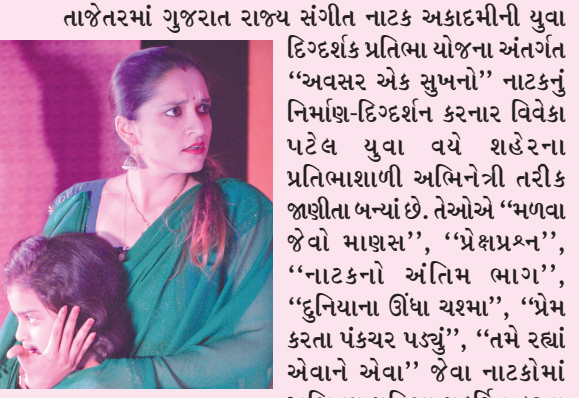 તાજેતરમાં ગુજરાત રાજ્ય સંગીત નાટક અકાદમીની યુવા
દિગ્દર્શક પ્રતિભા યોજના અંતર્ગત
‘‘અવસર એક સુખનો’’ નાટકનું
નિર્માણ-દિગ્દર્શન કરનાર વિવેકા
પટેલ યુવા વયે શહેરના
પ્રતિભાશાળી અભિનેત્રી તરીક
જાણીતા બન્યાં છે. તેઓએ ‘‘મળવા
જેવો માણસ’’, ‘‘પ્રેક્ષપ્રશ્ન’’,
‘‘નાટકનો અંતિમ ભાગ’’,
‘‘દુનિયાના ઊંધા ચશ્મા’’, ‘‘પ્રેમ
કરતા પંકચર પડ્યું’’, ‘‘તમે રહ્યાં
એવાને એવા’’ જેવા નાટકોમાં